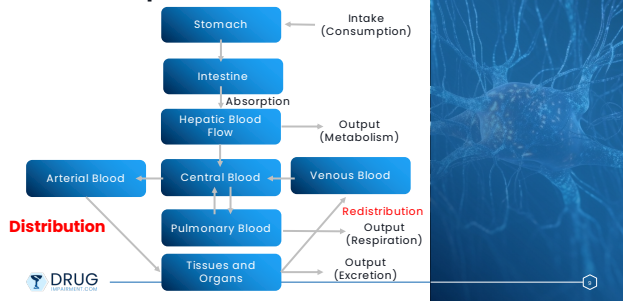 Stomach
Intake
(Consumption)
Intestine
Absorption
Hepatic Blood
Flow
Output
(Metabolism)
Arterial Blood
Central Blood
Venous Blood
Redistribution
Distribution
Pulmonary Blood
Output
(Respiration)
Tissues and
Organs
Output
(Excretion)
DRUG
IMPAIRMENT.COM